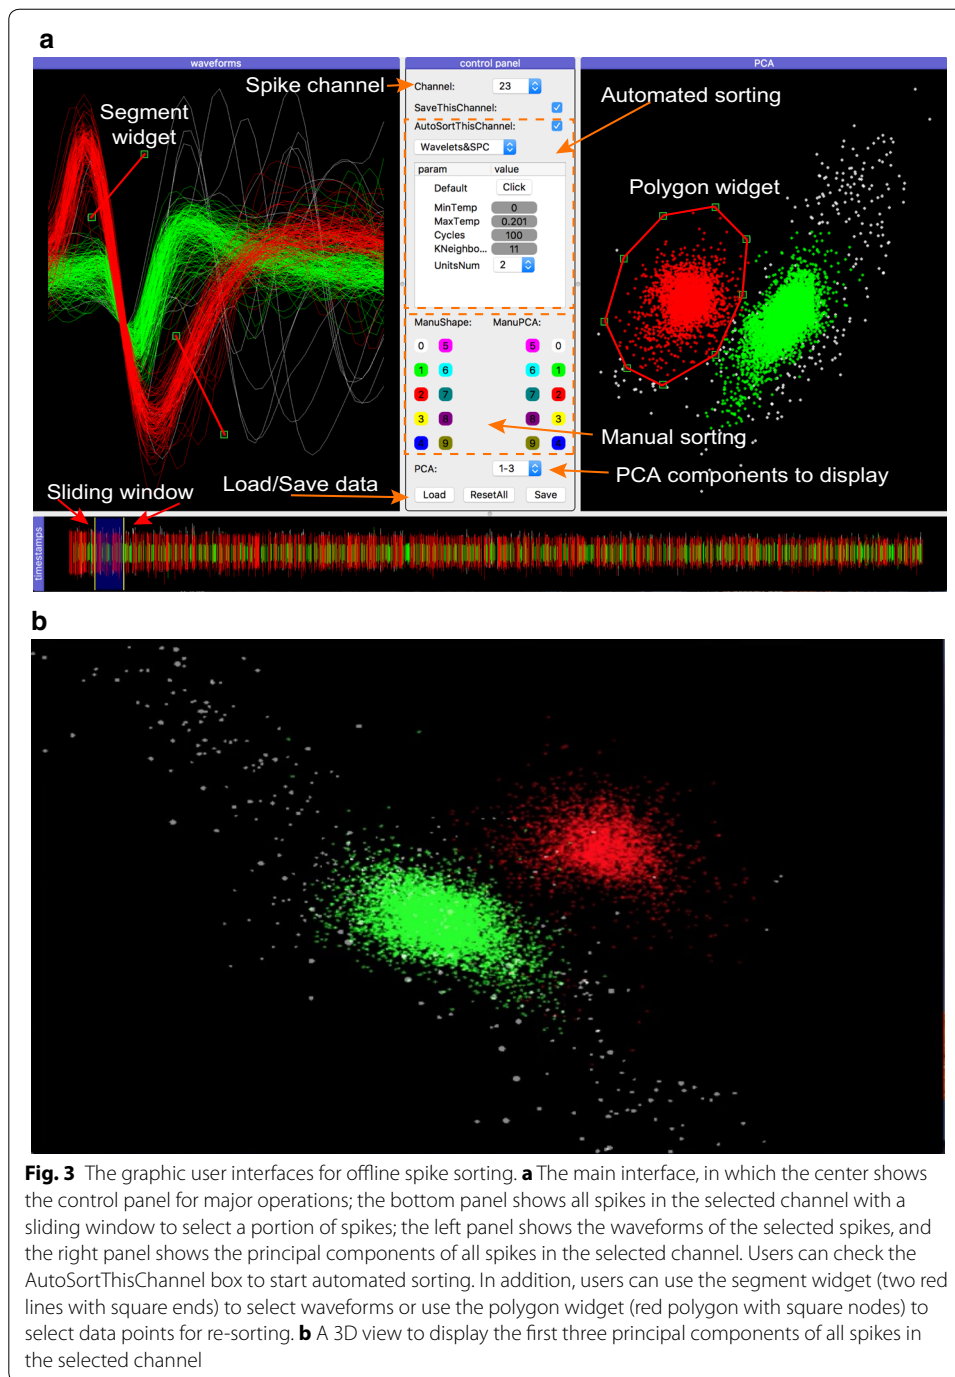 a
waveforms
control panel
PCA
Spike channel
Channel:
23
Automated sorting
Segment
widget
SaveThisChannel:
AutoSortThisChannel:
Wavelets&SPC
param
value
Default
Click
Polygon widget
MinTemp
0
MaxTemp
0.201
Cycles
100
KNeighbo...
11
UnitsNum
2
ManuShape:
ManuPCA:
0 5 5 0
1 6 6 1
2 7 7 2
3 8 8 3
4 9 9 4
Manual sorting
PCA:
1-3
PCA components to display
Load/Save data
Sliding window
Load
ResetAll
Save
timestamps
b
Fig. 3 The graphic user interfaces for offline spike sorting. a The main interface, in which the center shows
the control panel for major operations; the bottom panel shows all spikes in the selected channel with a
sliding window to select a portion of spikes; the left panel shows the waveforms of the selected spikes, and
the right panel shows the principal components of all spikes in the selected channel. Users can check the
AutoSortThisChannel box to start automated sorting. In addition, users can use the segment widget (two red
lines with square ends) to select waveforms or use the polygon widget (red polygon with square nodes) to
select data points for re-sorting. b A 3D view to display the first three principal components of all spikes in
the selected channel